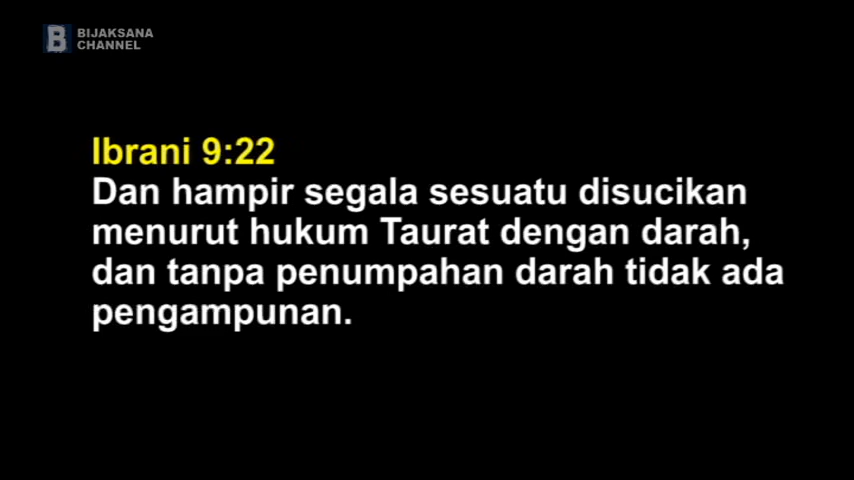 BIJAKSANA
CHANNEL
Ibrani 9:22
Dan hampir segala sesuatu disucikan
menurut hukum Taurat dengan darah,
dan tanpa penumpahan darah tidak ada
pengampunan.